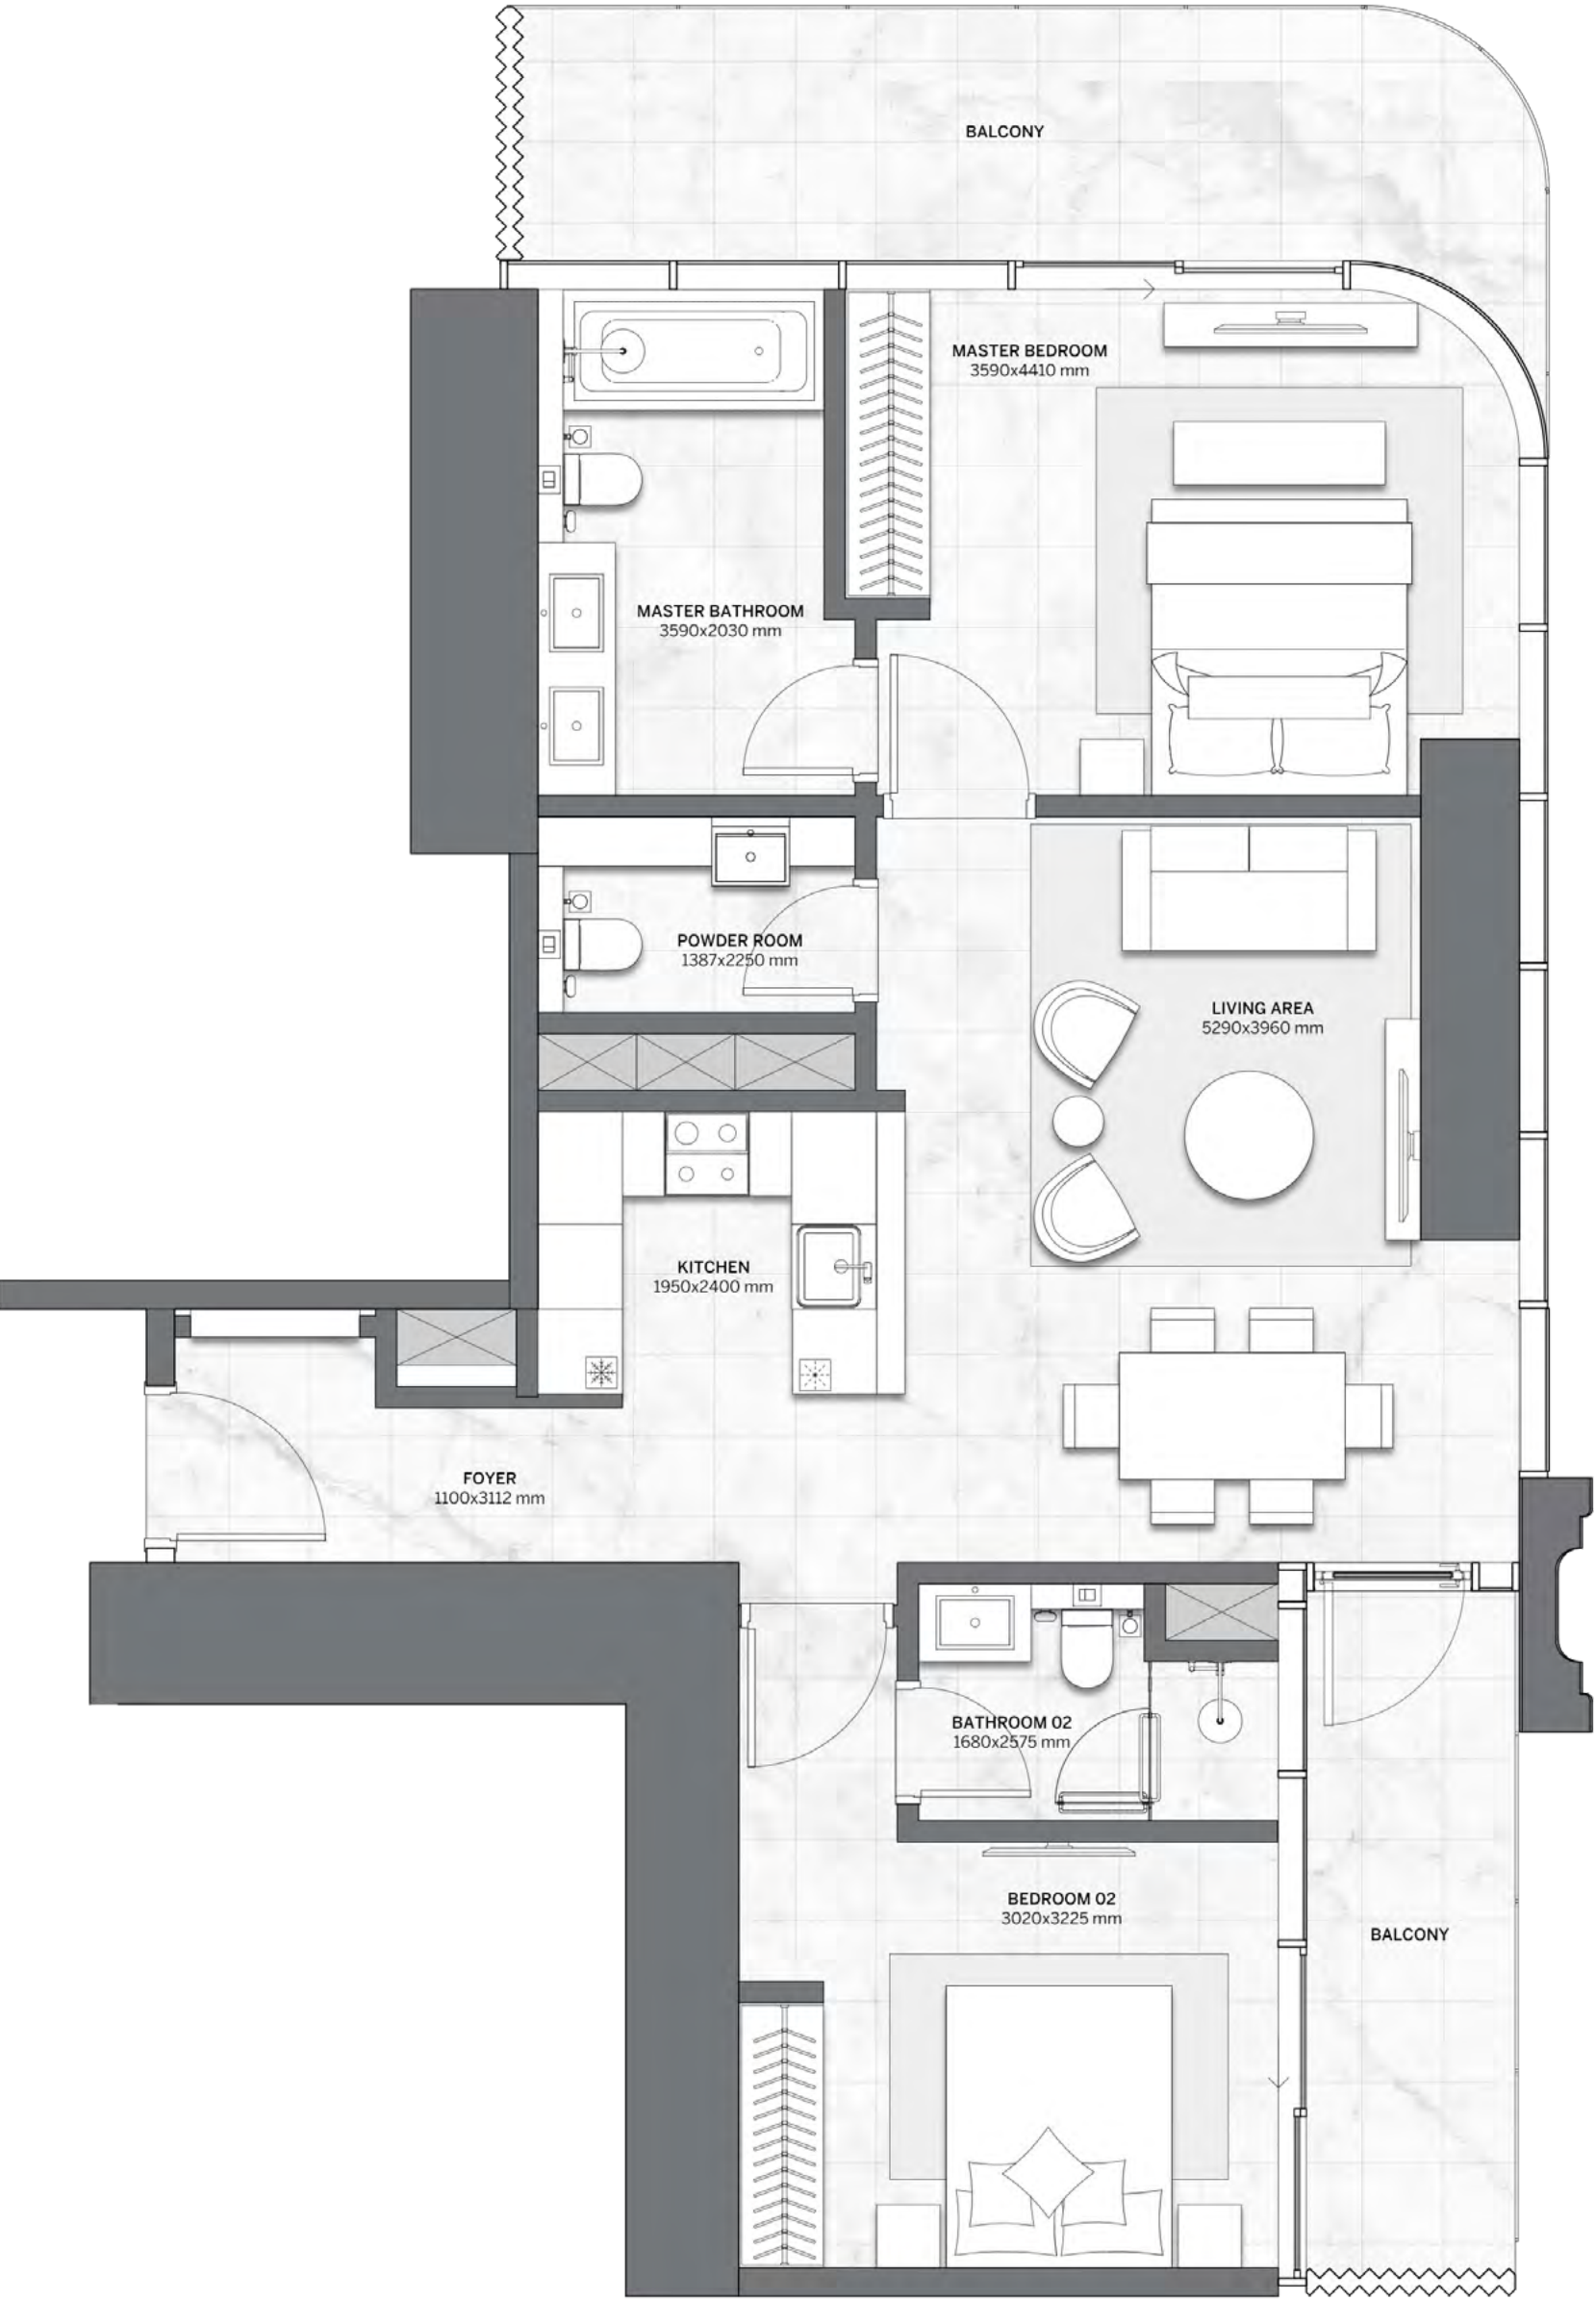 BALCONY
MASTER BEDROOM
3590x4410 mm
MASTER BATHROOM
3590x2030 mm
POWDER ROOM
1387x2250 mm
LIVING AREA
5290x3960 mm
KITCHEN
1950x2400 mm
FOYER
1100x3112 mm
BATHROOM 02
1680x2575 mm
BEDROOM 02
3020x3225 mm
BALCONY